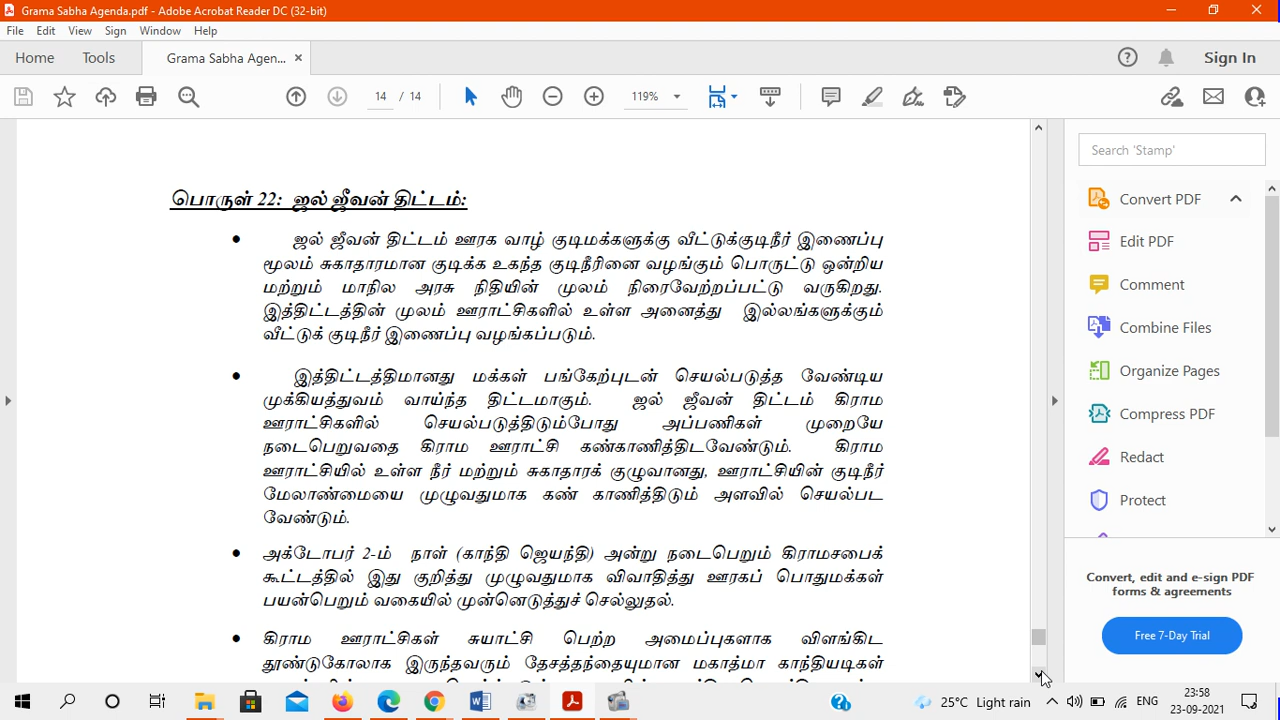 Grama Sabha Agenda.pdf - Adobe Acrobat Reader DC (32-bit)
File Edit View Sign Window Help
Home Tools Grama Sabha Agen... Sign In
14 / 14 119%
Search 'Stamp'
பொருள் 22: ஜல் ஜீவன் திட்டம்:
Convert PDF
Edit PDF
Comment
Combine Files
Organize Pages
Compress PDF
Redact
Protect
• ஜல் ஜீவன் திட்டம் ஊரக வாழ் குடிமக்களுக்கு வீட்டுக்குடிநீர் இணைப்பு
மூலம் சுகாதாரமான குடிக்க உகந்த குடிநீரினை வழங்கும் பொருட்டு ஒன்றிய
மற்றும் மாநில அரசு நிதியின் மூலம் நிரைவேற்றப்பட்டு வருகிறது.
இத்திட்டத்தின் மூலம் ஊராட்சிகளில் உள்ள அனைத்து இல்லங்களுக்கும்
வீட்டுக் குடிநீர் இணைப்பு வழங்கப்படும்.
• இத்திட்டத்திமானது மக்கள் பங்கேற்புடன் செயல்படுத்த வேண்டிய
முக்கியத்துவம் வாய்ந்த திட்டமாகும். ஜல் ஜீவன் திட்டம் கிராம
ஊராட்சிகளில் செயல்படுத்திடும்போது அப்பணிகள் முறையே
நடைபெறுவதை கிராம ஊராட்சி கண்காணித்திடவேண்டும். கிராம
ஊராட்சியில் உள்ள நீர் மற்றும் சுகாதாரக் குழுவானது, ஊராட்சியின் குடிநீர்
மேலாண்மையை முழுவதுமாக கண் காணித்திடும் அளவில் செயல்பட
வேண்டும்.
• அக்டோபர் 2-ம் நாள் (காந்தி ஜெயந்தி) அன்று நடைபெறும் கிராமசபைக்
கூட்டத்தில் இது குறித்து முழுவதுமாக விவாதித்து ஊரகப் பொதுமக்கள்
பயன்பெறும் வகையில் முன்னெடுத்துச் செல்லுதல்.
• கிராம ஊராட்சிகள் சுயாட்சி பெற்ற அமைப்புகளாக விளங்கிட
தூண்டுகோலாக இருந்தவரும் தேசத்தந்தையுமான மகாத்மா காந்தியடிகள்
Convert, edit and e-sign PDF
forms & agreements
Free 7-Day Trial
25°C Light rain ENG 23:58
23-09-2021